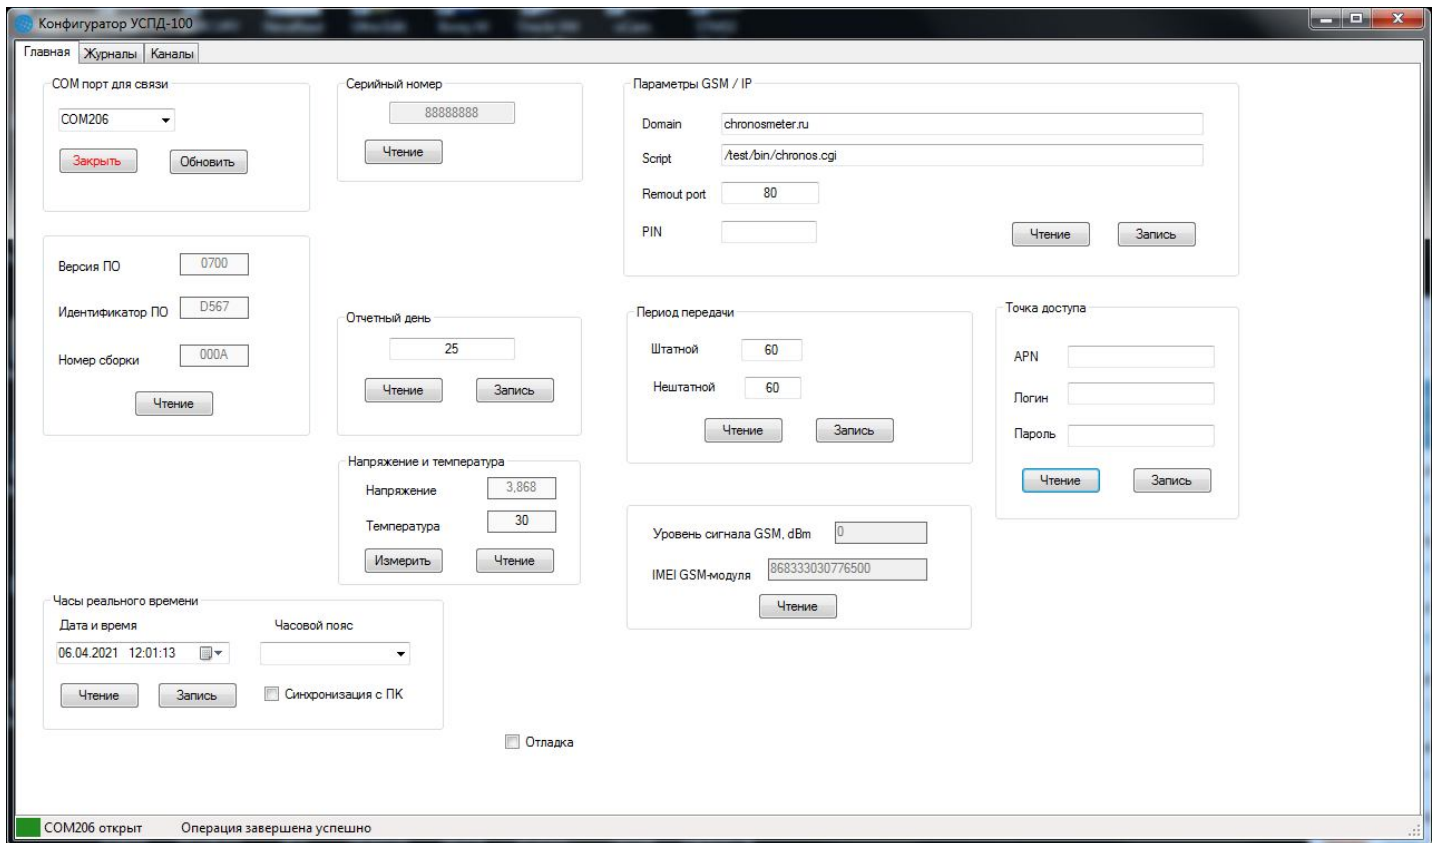 Конфигуратор УСПД-100
Главная Журналы Каналы
COM порт для связи
COM206
Закрыть Обновить
Серийный номер
88888888
Чтение
Параметры GSM / IP
Domain chronosmeter.ru
Script /test/bin/chronos.cgi
Remout port 80
PIN
Чтение Запись
Версия ПО 0700
Идентификатор ПО D567
Номер сборки 000A
Чтение
Отчетный день
25
Чтение Запись
Период передачи
Штатной 60
Нештатной 60
Чтение Запись
Точка доступа
APN
Логин
Пароль
Чтение Запись
Напряжение и температура
Напряжение 3,868
Температура 30
Измерить Чтение
Уровень сигнала GSM, dBm 0
IMEI GSM-модуля 868333030776500
Чтение
Часы реального времени
Дата и время Часовой пояс
06.04.2021 12:01:13
Чтение Запись Синхронизация с ПК
Отладка
COM206 открыт Операция завершена успешно